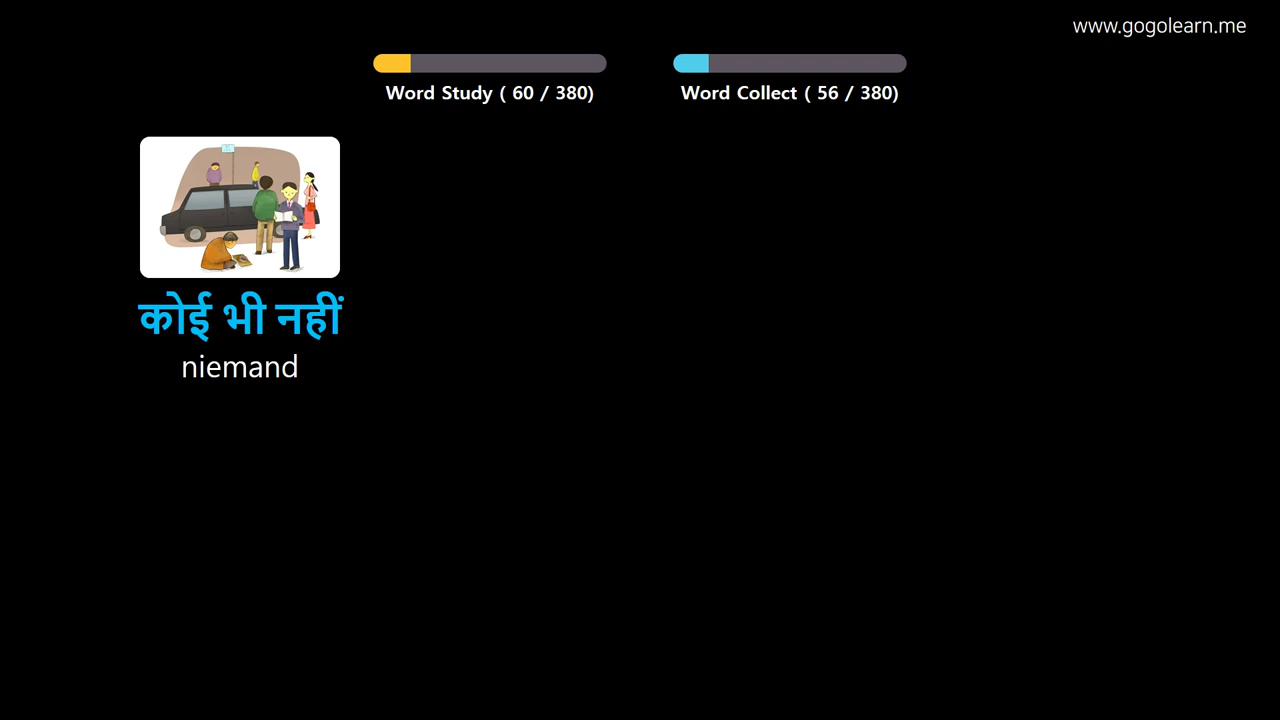 www.gogolearn.me
Word Study ( 60 / 380)
Word Collect ( 56 / 380)
कोई भी नहीं
niemand